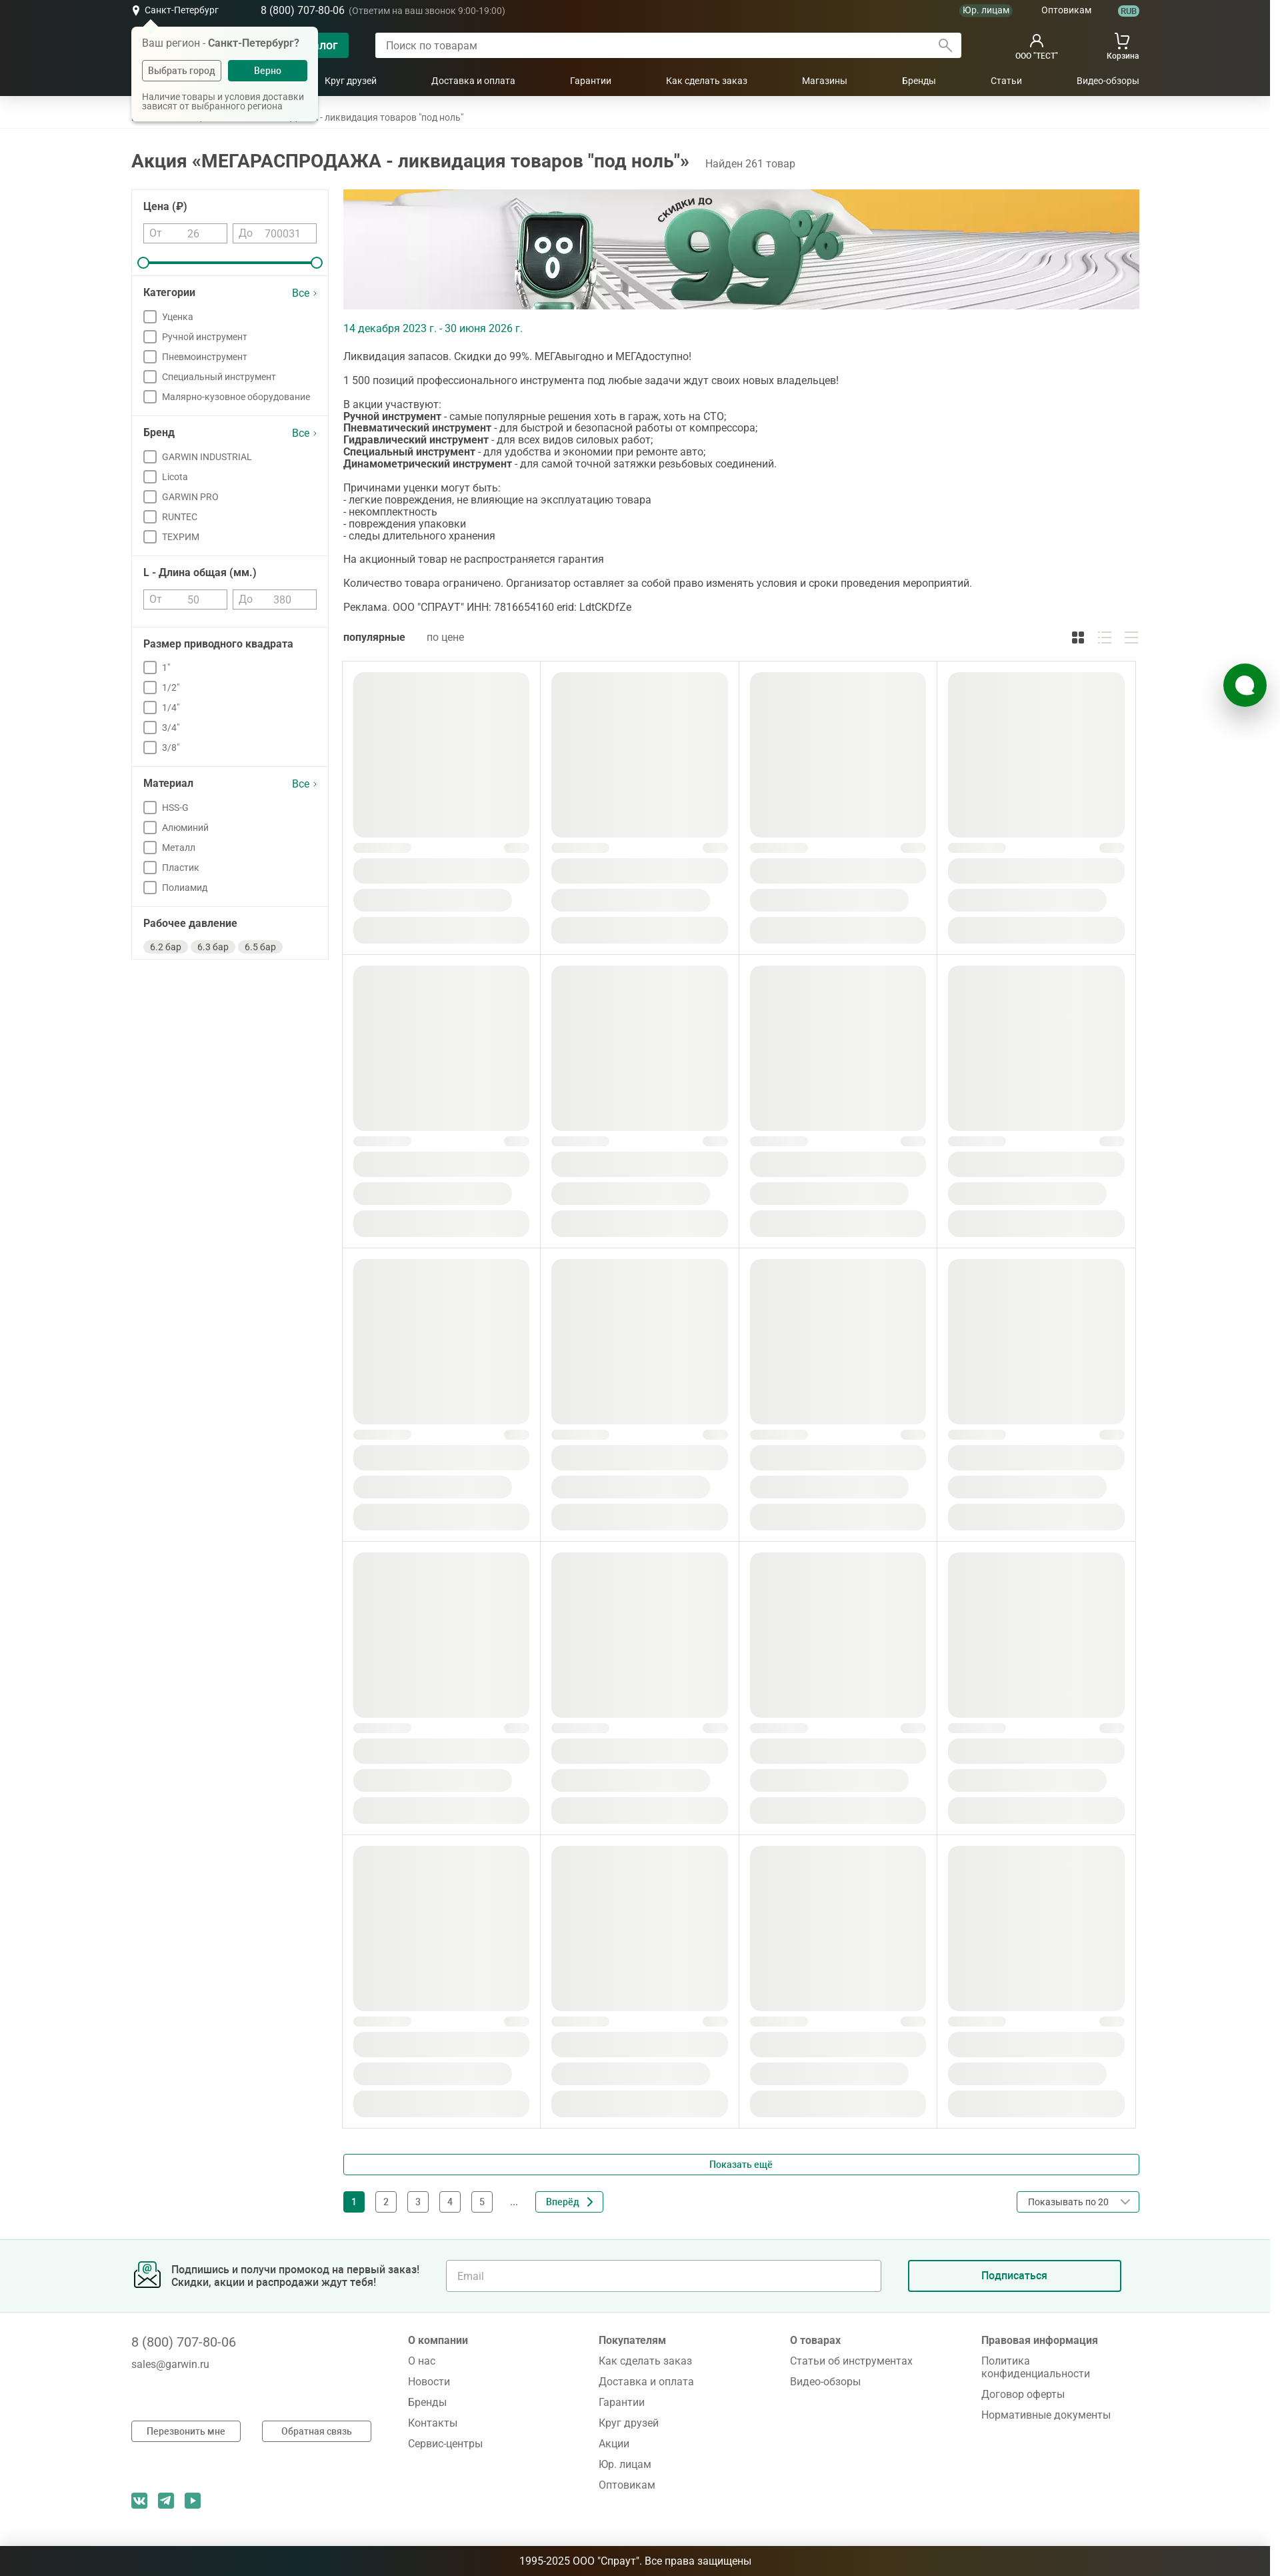 Санкт-Петербург
8 (800) 707-80-06 (Ответим на ваш звонок 9:00-19:00)
Юр. лицам
Оптовикам
RUB
Ваш регион - Санкт-Петербург?
Выбрать город
Верно
Наличие товары и условия доставки
зависят от выбранного региона
Поиск по товарам
ООО "ТЕСТ"
Корзина
Круг друзей
Доставка и оплата
Гарантии
Как сделать заказ
Магазины
Бренды
Статьи
Видео-обзоры
- ликвидация товаров "под ноль"
Акция «МЕГАРАСПРОДАЖА - ликвидация товаров "под ноль"»
Найден 261 товар
Цена (₽)
От 26
До 700031
Категории
Все
Уценка
Ручной инструмент
Пневмоинструмент
Специальный инструмент
Малярно-кузовное оборудование
Бренд
Все
GARWIN INDUSTRIAL
Licota
GARWIN PRO
RUNTEC
ТЕХРИМ
L - Длина общая (мм.)
От 50
До 380
Размер приводного квадрата
1"
1/2"
1/4"
3/4"
3/8"
Материал
Все
HSS-G
Алюминий
Металл
Пластик
Полиамид
Рабочее давление
6.2 бар
6.3 бар
6.5 бар
СКИДКИ ДО
99%
14 декабря 2023 г. - 30 июня 2026 г.
Ликвидация запасов. Скидки до 99%. МЕГАвыгодно и МЕГАдоступно!
1 500 позиций профессионального инструмента под любые задачи ждут своих новых владельцев!
В акции участвуют:
Ручной инструмент - самые популярные решения хоть в гараж, хоть на СТО;
Пневматический инструмент - для быстрой и безопасной работы от компрессора;
Гидравлический инструмент - для всех видов силовых работ;
Специальный инструмент - для удобства и экономии при ремонте авто;
Динамометрический инструмент - для самой точной затяжки резьбовых соединений.
Причинами уценки могут быть:
- легкие повреждения, не влияющие на эксплуатацию товара
- некомплектность
- повреждения упаковки
- следы длительного хранения
На акционный товар не распространяется гарантия
Количество товара ограничено. Организатор оставляет за собой право изменять условия и сроки проведения мероприятий.
Реклама. ООО "СПРАУТ" ИНН: 7816654160 erid: LdtCKDfZe
популярные
по цене
Показать ещё
1
2
3
4
5
...
Вперёд
Показывать по 20
Подпишись и получи промокод на первый заказ!
Скидки, акции и распродажи ждут тебя!
Email
Подписаться
8 (800) 707-80-06
sales@garwin.ru
Перезвонить мне
Обратная связь
О компании
О нас
Новости
Бренды
Контакты
Сервис-центры
Покупателям
Как сделать заказ
Доставка и оплата
Гарантии
Круг друзей
Акции
Юр. лицам
Оптовикам
О товарах
Статьи об инструментах
Видео-обзоры
Правовая информация
Политика
конфиденциальности
Договор оферты
Нормативные документы
1995-2025 ООО "Спраут". Все права защищены